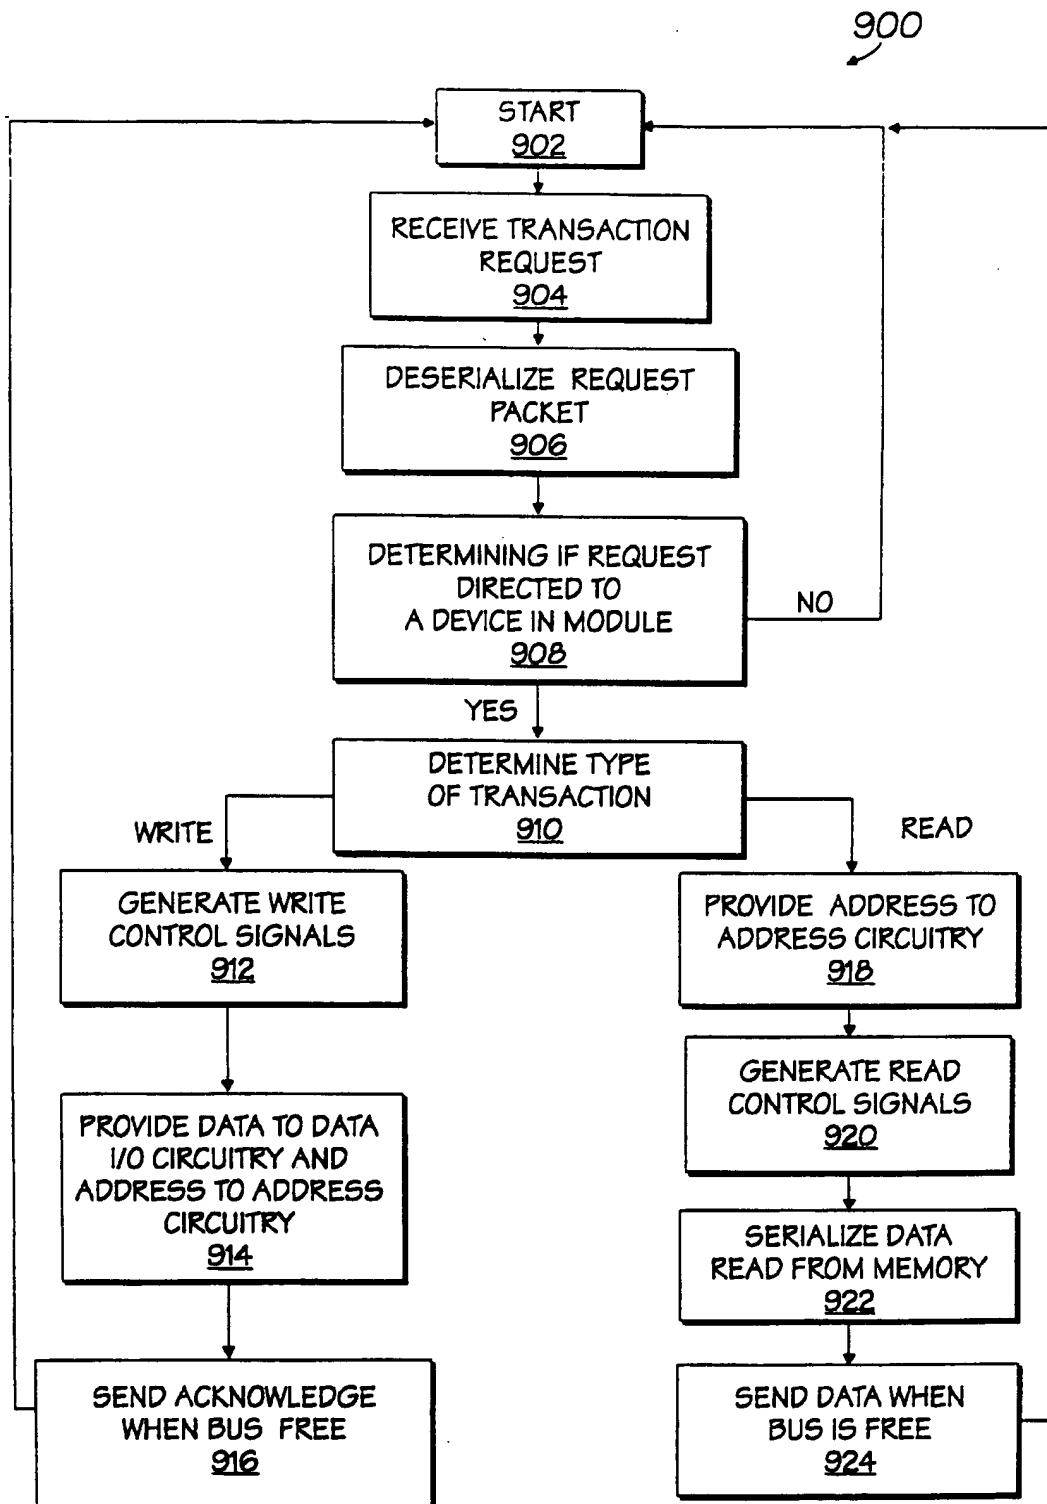 900
START
902
RECEIVE TRANSACTION
REQUEST
904
DESERIALIZE REQUEST
PACKET
906
DETERMINING IF REQUEST
DIRECTED TO
A DEVICE IN MODULE
908
NO
YES
DETERMINE TYPE
OF TRANSACTION
910
WRITE
READ
GENERATE WRITE
CONTROL SIGNALS
912
PROVIDE DATA TO DATA
I/O CIRCUITRY AND
ADDRESS TO ADDRESS
CIRCUITRY
914
SEND ACKNOWLEDGE
WHEN BUS FREE
916
PROVIDE ADDRESS TO
ADDRESS CIRCUITRY
918
GENERATE READ
CONTROL SIGNALS
920
SERIALIZE DATA
READ FROM MEMORY
922
SEND DATA WHEN
BUS IS FREE
924